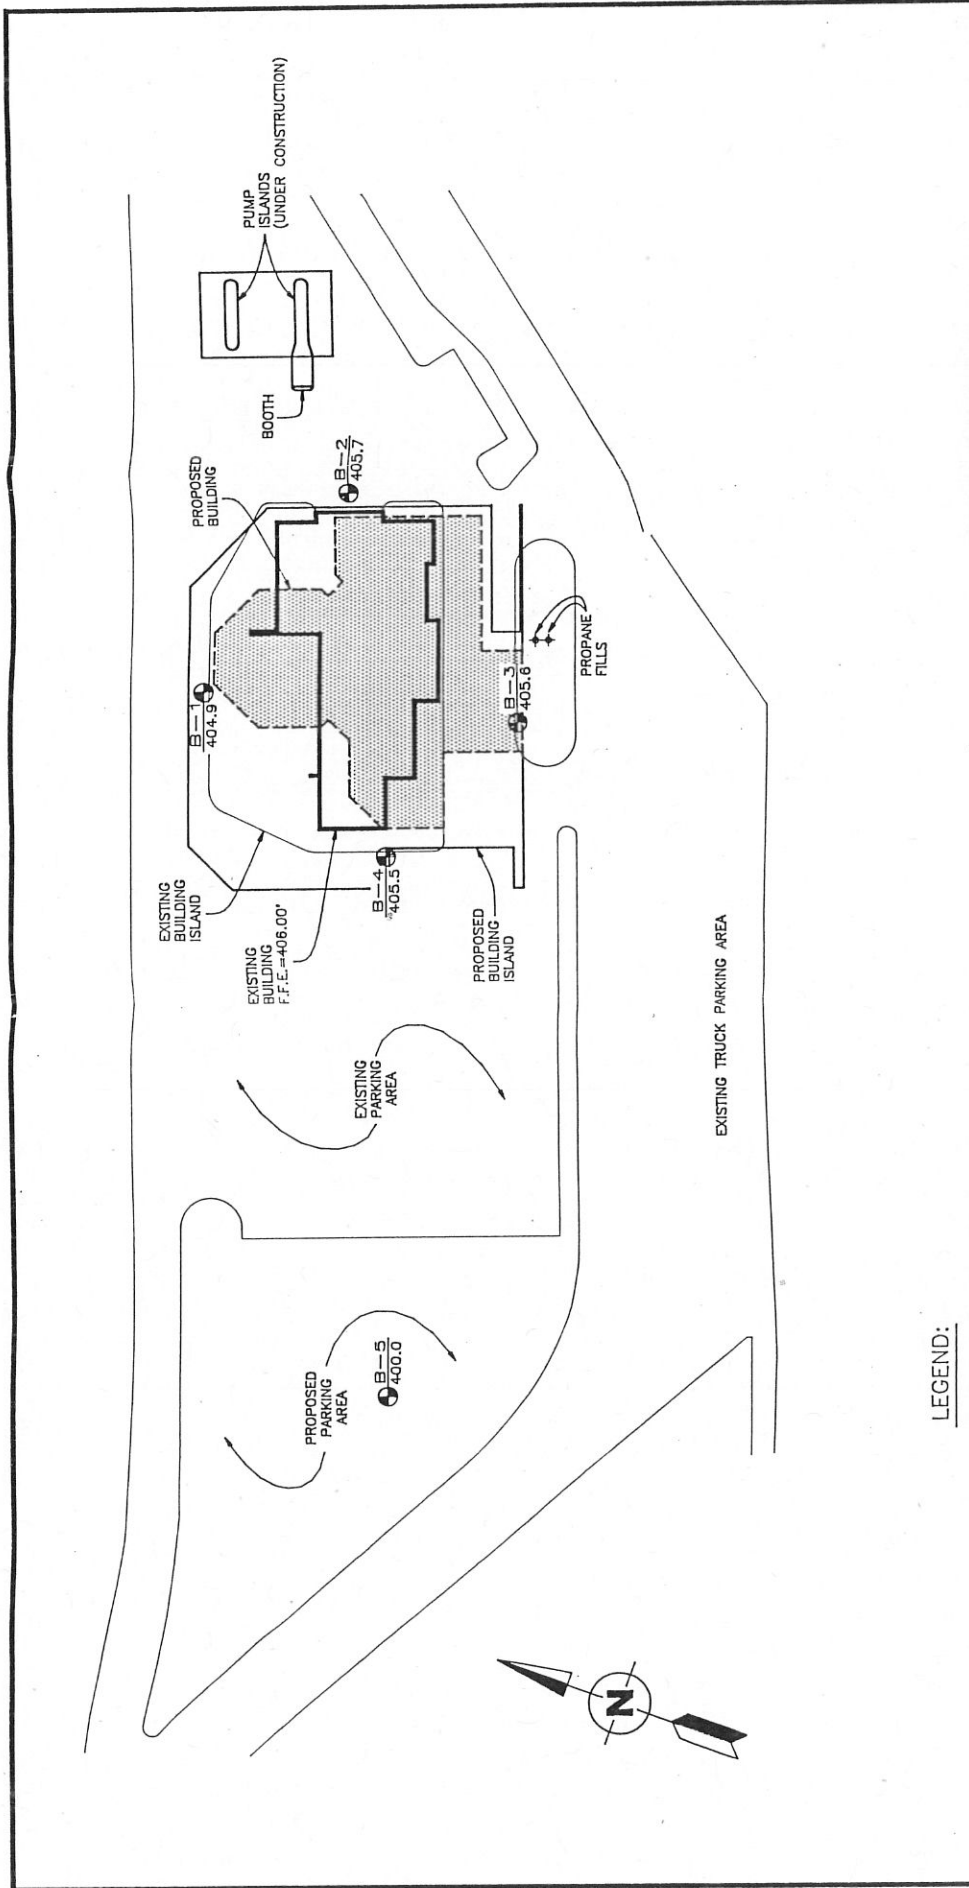 PUMP
ISLANDS
(UNDER CONSTRUCTION)
BOOTH
PROPOSED
BUILDING
B-2
405.7
B-1
404.9
B-3
405.6
PROPANE
FILLS
B-4
405.5
EXISTING
BUILDING
ISLAND
EXISTING
BUILDING
F.F.E.=406.00'
PROPOSED
BUILDING
ISLAND
EXISTING
PARKING
AREA
EXISTING TRUCK PARKING AREA
PROPOSED
PARKING
AREA
B-5
400.0
N
LEGEND: